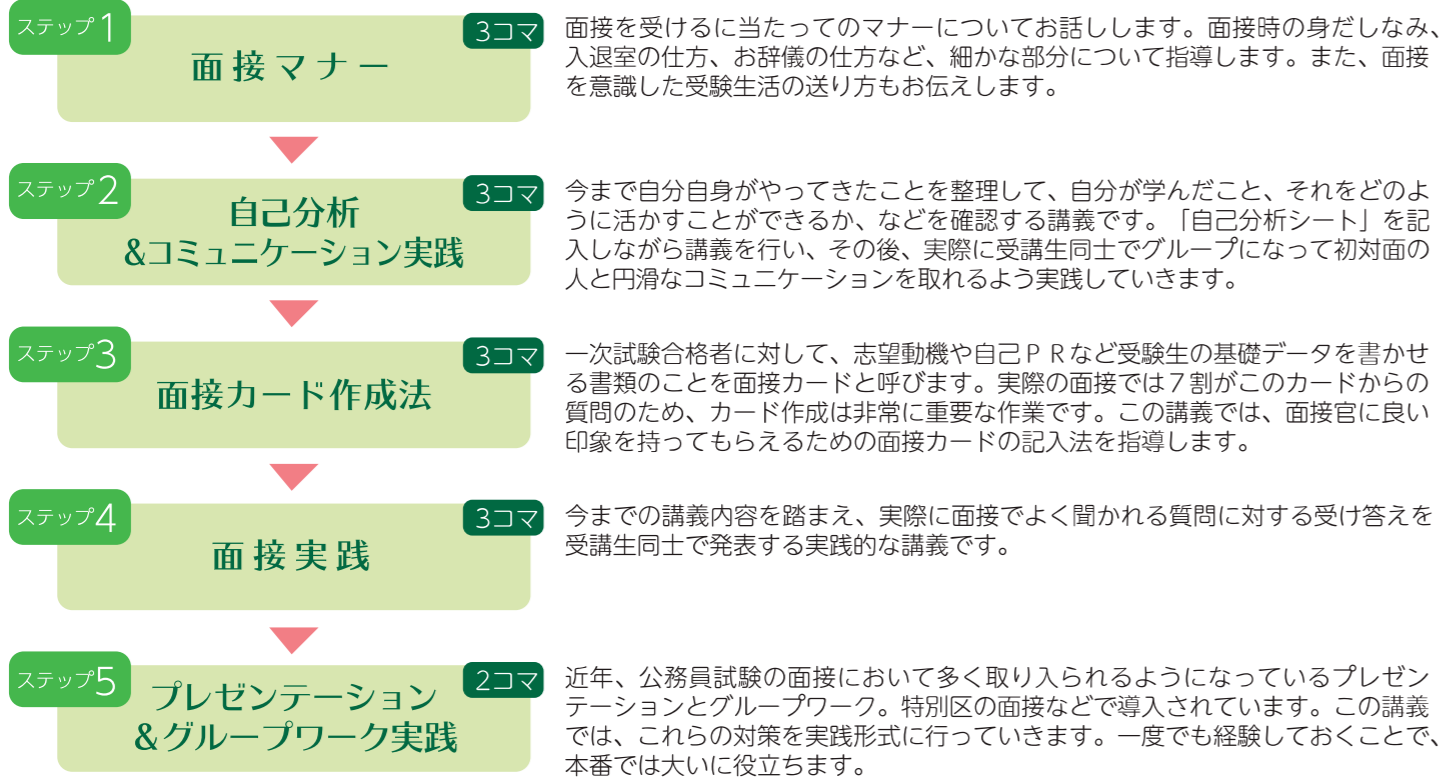 ステップ1
3コマ
面接マナー
面接を受けるに当たってのマナーについてお話しします。面接時の身だしなみ、
入退室の仕方、お辞儀の仕方など、細かな部分について指導します。また、面接
を意識した受験生活の送り方もお伝えします。
ステップ2
3コマ
自己分析
&コミュニケーション実践
今まで自分自身がやってきたことを整理して、自分が学んだこと、それをどのよ
うに活かすことができるか、などを確認する講義です。「自己分析シート」を記
入しながら講義を行い、その後、実際に受講生同士でグループになって初対面の
人と円滑なコミュニケーションを取れるよう実践していきます。
ステップ3
3コマ
面接カード作成法
一次試験合格者に対して、志望動機や自己ＰＲなど受験生の基礎データを書かせ
る書類のことを面接カードと呼びます。実際の面接では７割がこのカードからの
質問のため、カード作成は非常に重要な作業です。この講義では、面接官に良い
印象を持ってもらえるための面接カードの記入法を指導します。
ステップ4
3コマ
面接実践
今までの講義内容を踏まえ、実際に面接でよく聞かれる質問に対する受け答えを
受講生同士で発表する実践的な講義です。
ステップ5
2コマ
プレゼンテーション
&グループワーク実践
近年、公務員試験の面接において多く取り入れられるようになっているプレゼン
テーションとグループワーク。特別区の面接などで導入されています。この講義
では、これらの対策を実践形式に行っていきます。一度でも経験しておくことで、
本番では大いに役立ちます。